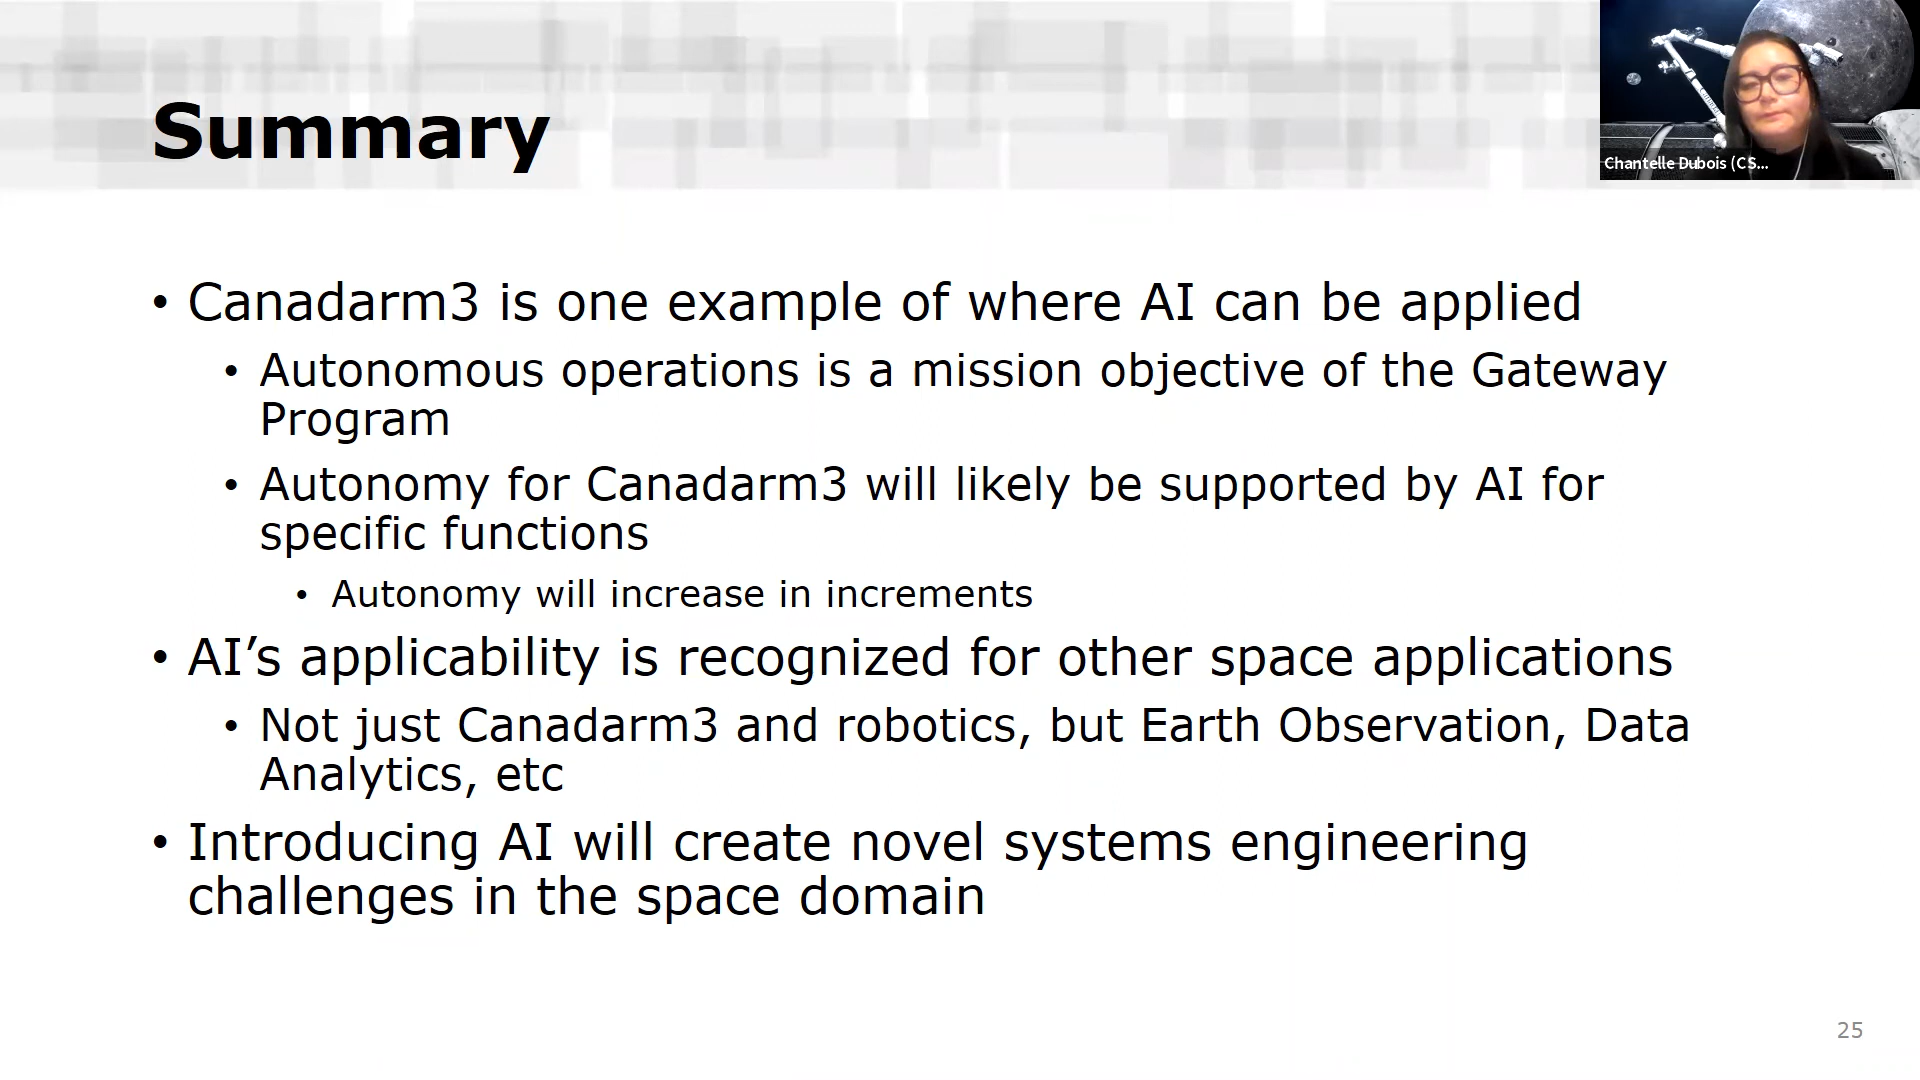 Summary
Chantelle Dubois (CS...
• Canadarm3 is one example of where AI can be applied
• Autonomous operations is a mission objective of the Gateway
Program
• Autonomy for Canadarm3 will likely be supported by AI for
specific functions
• Autonomy will increase in increments
• AI’s applicability is recognized for other space applications
• Not just Canadarm3 and robotics, but Earth Observation, Data
Analytics, etc
• Introducing AI will create novel systems engineering
challenges in the space domain
25